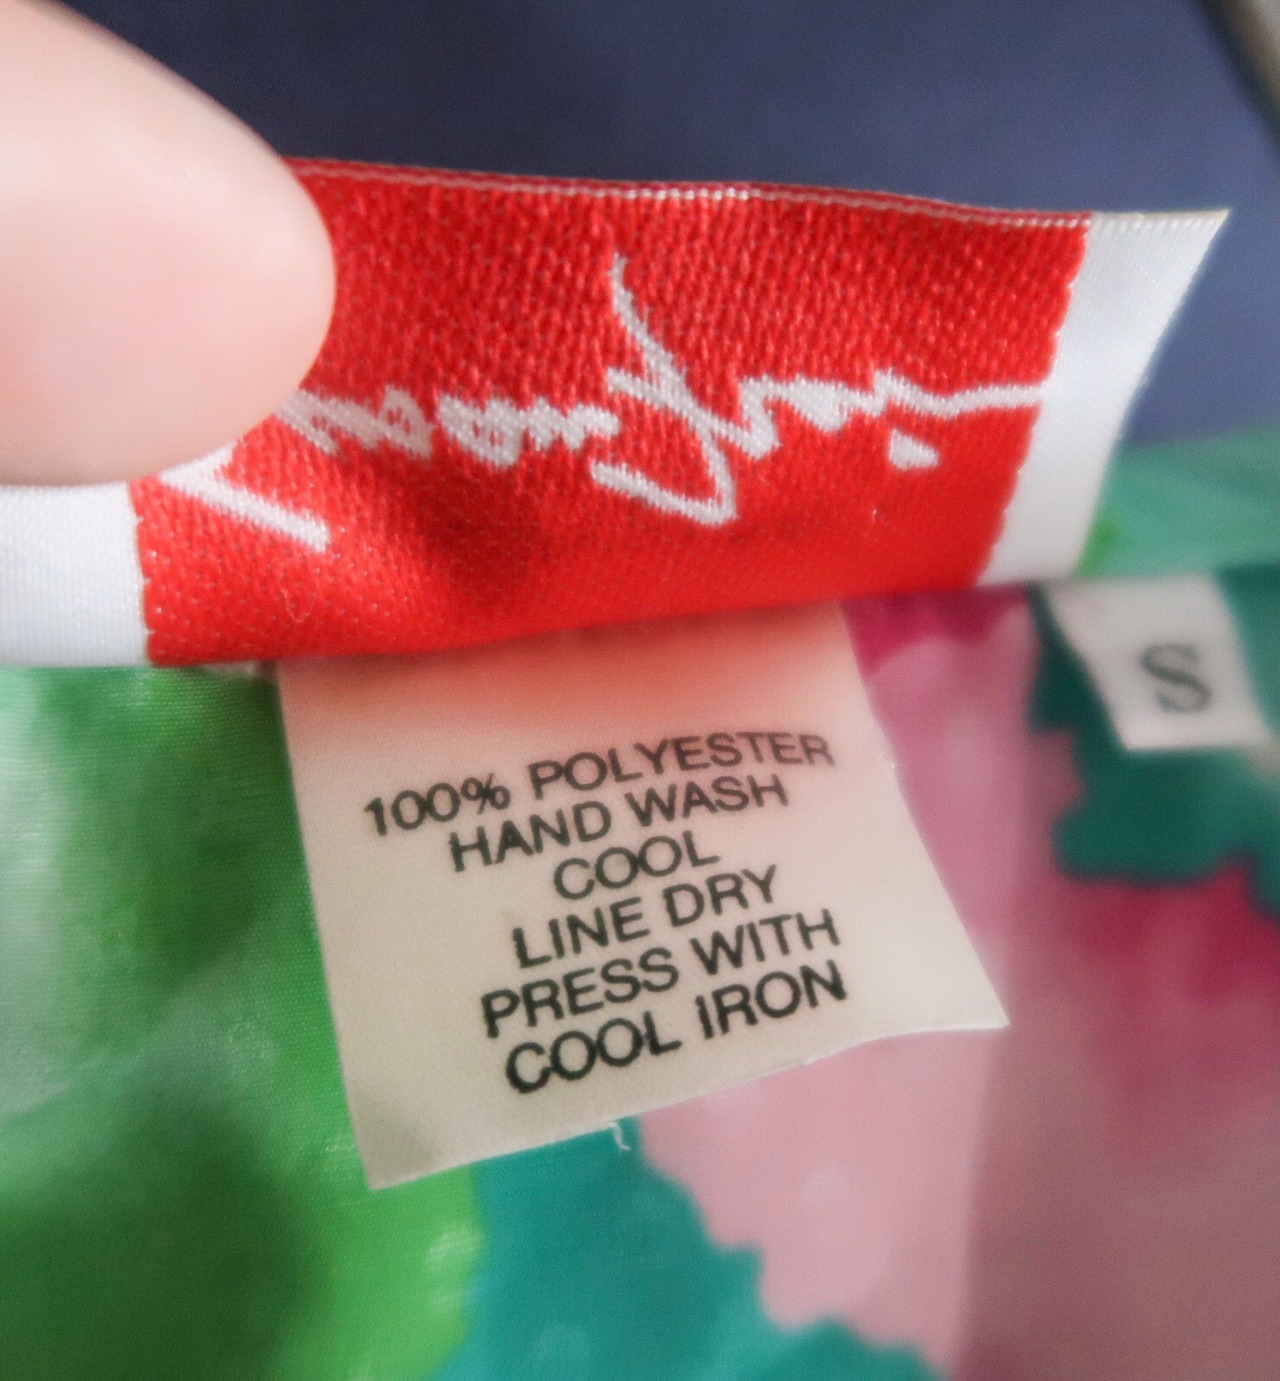 100% POLYESTER
HAND WASH
COOL
LINE DRY
PRESS WITH
COOL IRON
S